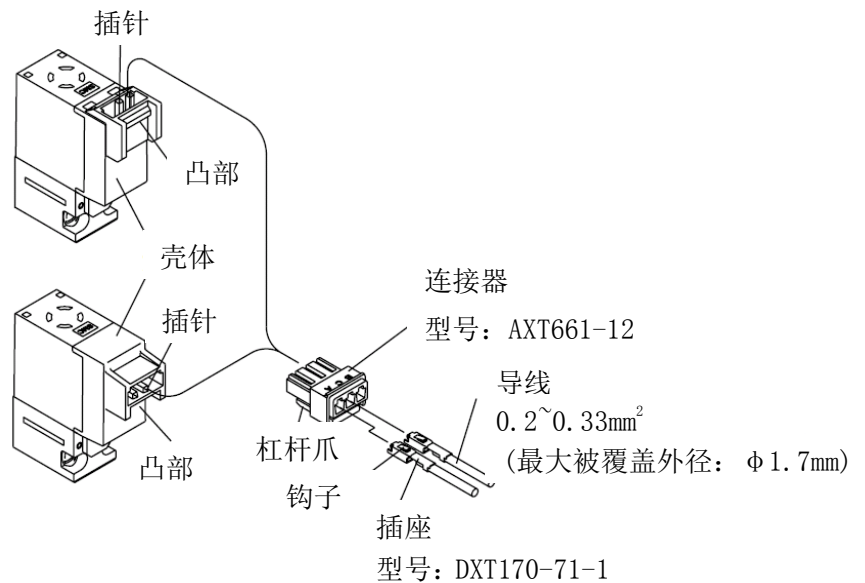 插针
凸部
壳体
插针
连接器
型号: AXT661-12
导线
0.2~0.33mm²
(最大被覆盖外径: φ1.7mm)
杠杆爪
凸部
钩子
插座
型号: DXT170-71-1